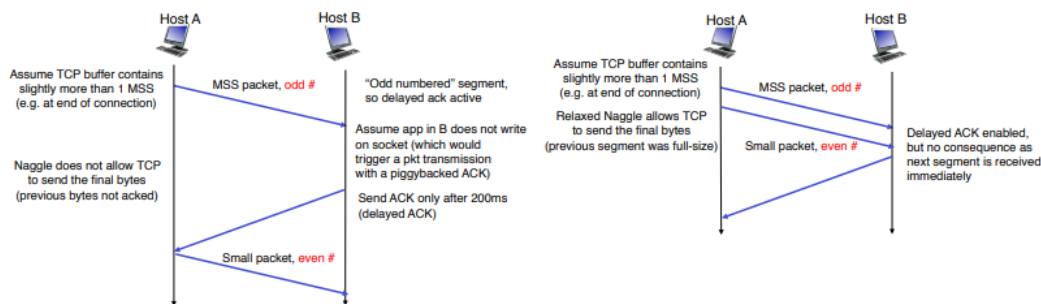 Host A
Host B
Assume TCP buffer contains
slightly more than 1 MSS
(e.g. at end of connection)
MSS packet, odd #
“Odd numbered” segment,
so delayed ack active
Assume app in B does not write
on socket (which would
trigger a pkt transmission
with a piggybacked ACK)
Naggle does not allow TCP
to send the final bytes
(previous bytes not acked)
Send ACK only after 200ms
(delayed ACK)
Small packet, even #
Host A
Host B
Assume TCP buffer contains
slightly more than 1 MSS
(e.g. at end of connection)
MSS packet, odd #
Relaxed Naggle allows TCP
to send the final bytes
(previous segment was full-size)
Small packet, even #
Delayed ACK enabled,
but no consequence as
next segment is received
immediately